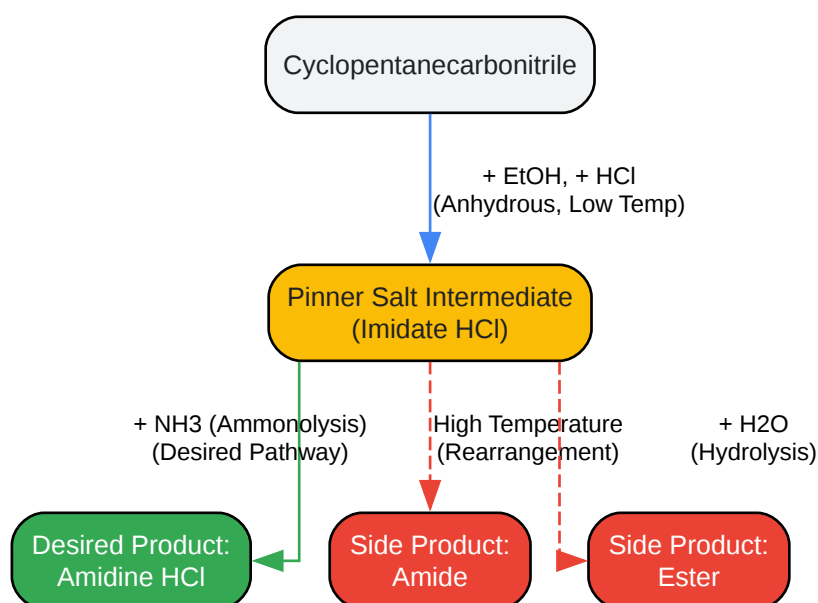 Cyclopentanecarbonitrile
+ EtOH, + HCl
(Anhydrous, Low Temp)
Pinner Salt Intermediate
(Imidate HCl)
+ NH3 (Ammonolysis)
(Desired Pathway)
High Temperature
(Rearrangement)
+ H2O
(Hydrolysis)
Desired Product:
Amidine HCl
Side Product:
Amide
Side Product:
Ester